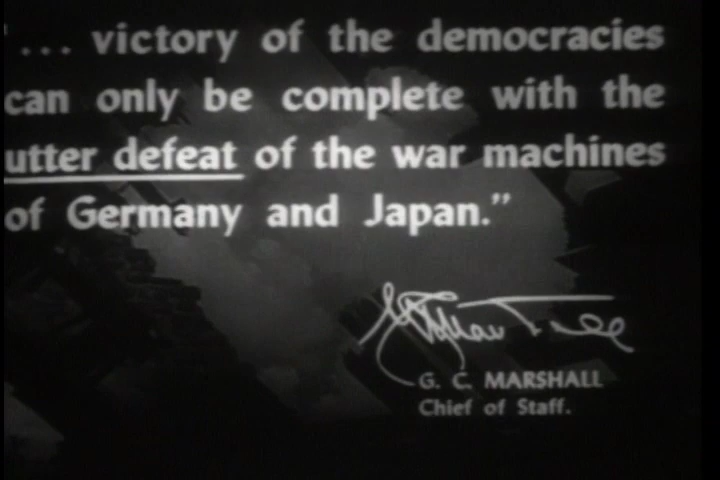 "... victory of the democracies
can only be complete with the
utter defeat of the war machines
of Germany and Japan."
G. C. Marshall
G. C. MARSHALL
Chief of Staff.